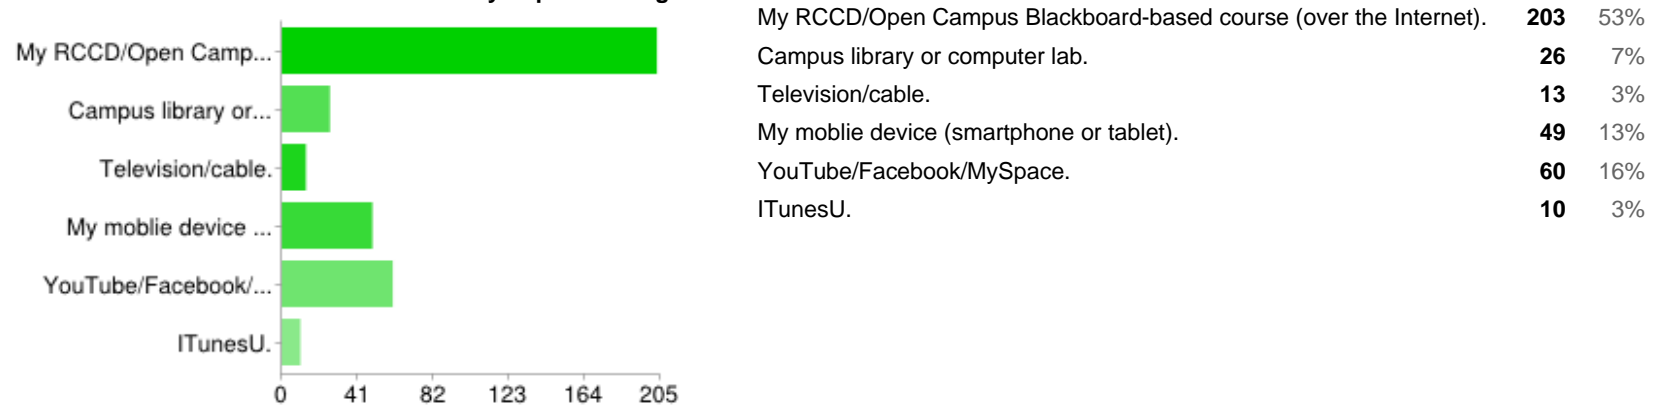 My RCCD/Open Camp...
Campus library or...
Television/cable.
My moblie device ...
YouTube/Facebook/...
ITunesU.
0 41 82 123 164 205
My RCCD/Open Campus Blackboard-based course (over the Internet). 203 53%
Campus library or computer lab. 26 7%
Television/cable. 13 3%
My moblie device (smartphone or tablet). 49 13%
YouTube/Facebook/MySpace. 60 16%
ITunesU. 10 3%